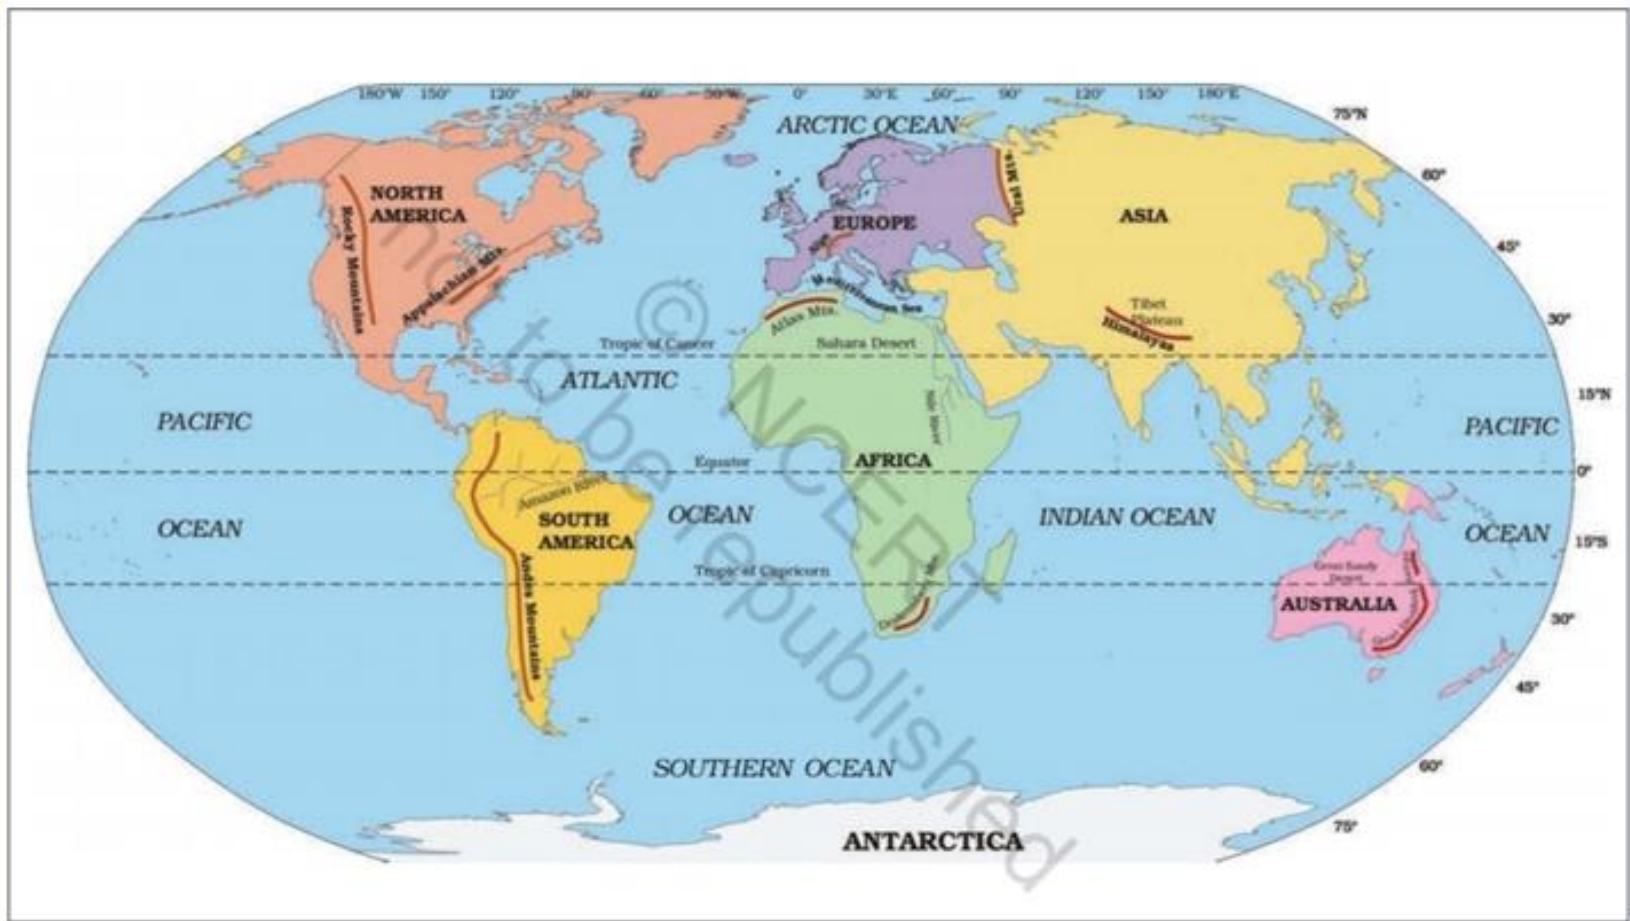 180°W 150° 120° 90° 60° 30°W 0° 30°E 60° 90° 120° 150° 180°E
75°N
ARCTIC OCEAN
60°
NORTH
AMERICA
Rocky Mountains
Appalachian Mts.
EUROPE
Alps
Ural Mts.
ASIA
45°
Mediterranean Sea
Atlas Mts.
Tibet
Plateau
Himalayas
30°
Tropic of Cancer
Sahara Desert
ATLANTIC
15°N
PACIFIC
Nile River
PACIFIC
AFRICA
Equator
0°
Amazon River
SOUTH
AMERICA
OCEAN
OCEAN
INDIAN OCEAN
OCEAN
15°S
Tropic of Capricorn
Great Sandy
Desert
AUSTRALIA
Andes Mountains
30°
45°
SOUTHERN OCEAN
60°
75°
ANTARCTICA
© NCERT
not to be republished